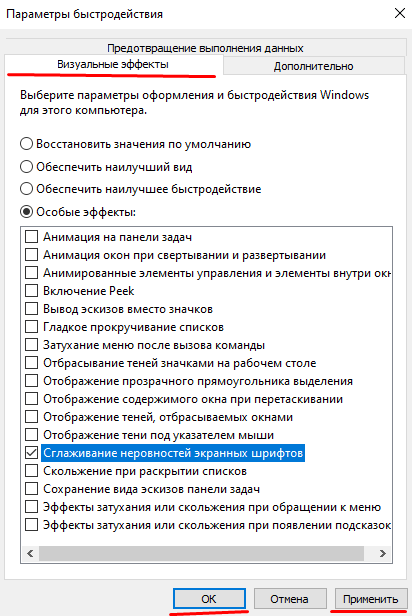 Параметры быстродействия
Предотвращение выполнения данных
Визуальные эффекты
Дополнительно
Выберите параметры оформления и быстродействия Windows
для этого компьютера.
Восстановить значения по умолчанию
Обеспечить наилучший вид
Обеспечить наилучшее быстродействие
Особые эффекты:
Анимация на панели задач
Анимация окон при свертывании и развертывании
Анимированные элементы управления и элементы внутри окн
Включение Peek
Вывод эскизов вместо значков
Гладкое прокручивание списков
Затухание меню после вызова команды
Отбрасывание теней значками на рабочем столе
Отображение прозрачного прямоугольника выделения
Отображение содержимого окна при перетаскивании
Отображение теней, отбрасываемых окнами
Отображение тени под указателем мыши
Сглаживание неровностей экранных шрифтов
Скольжение при раскрытии списков
Сохранение вида эскизов панели задач
Эффекты затухания или скольжения при обращении к меню
Эффекты затухания или скольжения при появлении подсказок
ОК
Отмена
Применить